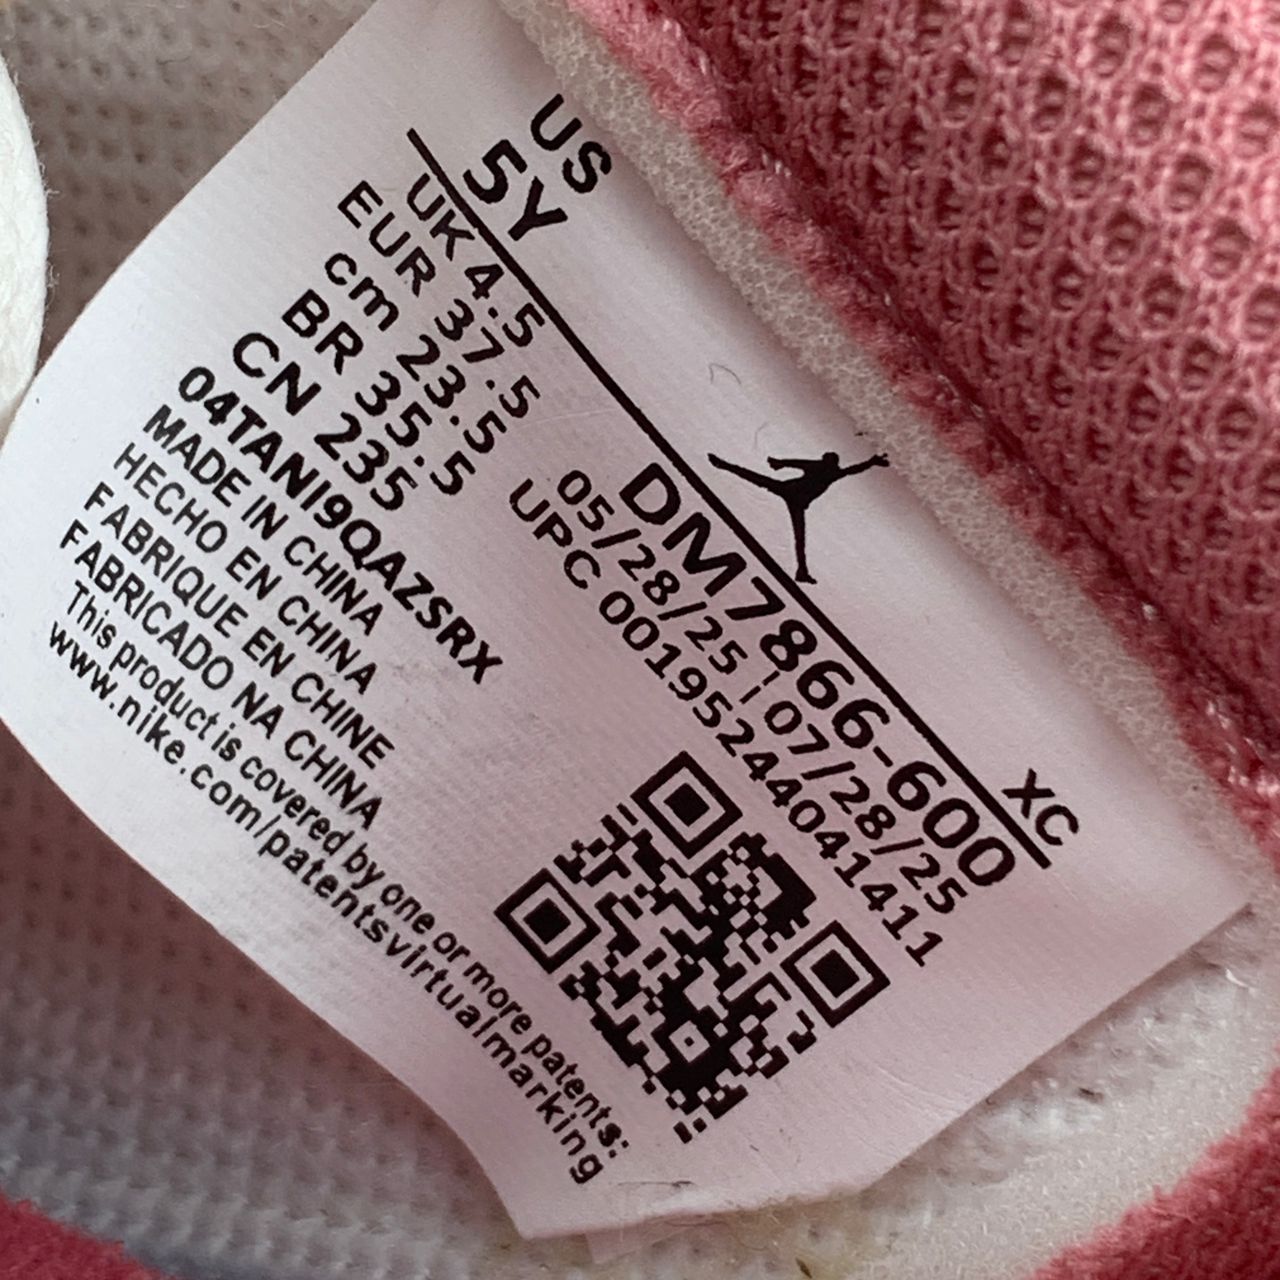 US
5Y
UK 4.5
EUR 37.5
cm 23.5
BR 35.5
CN 235
04TANI9QAZSRX
MADE IN CHINA
HECHO EN CHINA
FABRIQUE EN CHINE
FABRICADO NA CHINA
This product is covered by one or more patents:
www.nike.com/patentsvirtualmarking
XC
DM7866-600
05/28/25 | 07/28/25
UPC 00195244041411